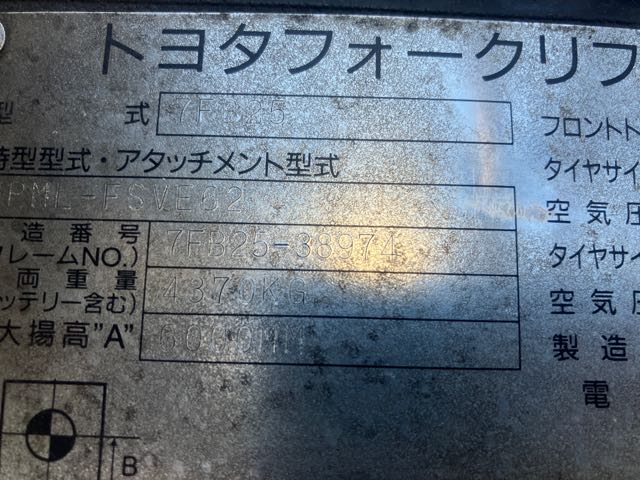 トヨタフォークリフ
型 式 7FB25
特型型式・アタッチメント型式
PML-FSVE62
造番号 7FB25-38974
フレームNO.)
両重量 4370KG
ッテリー含む)
大揚高"A" 6000MM
フロントト
タイヤサイ
空気圧
タイヤサイ
空気圧
製造
電
B